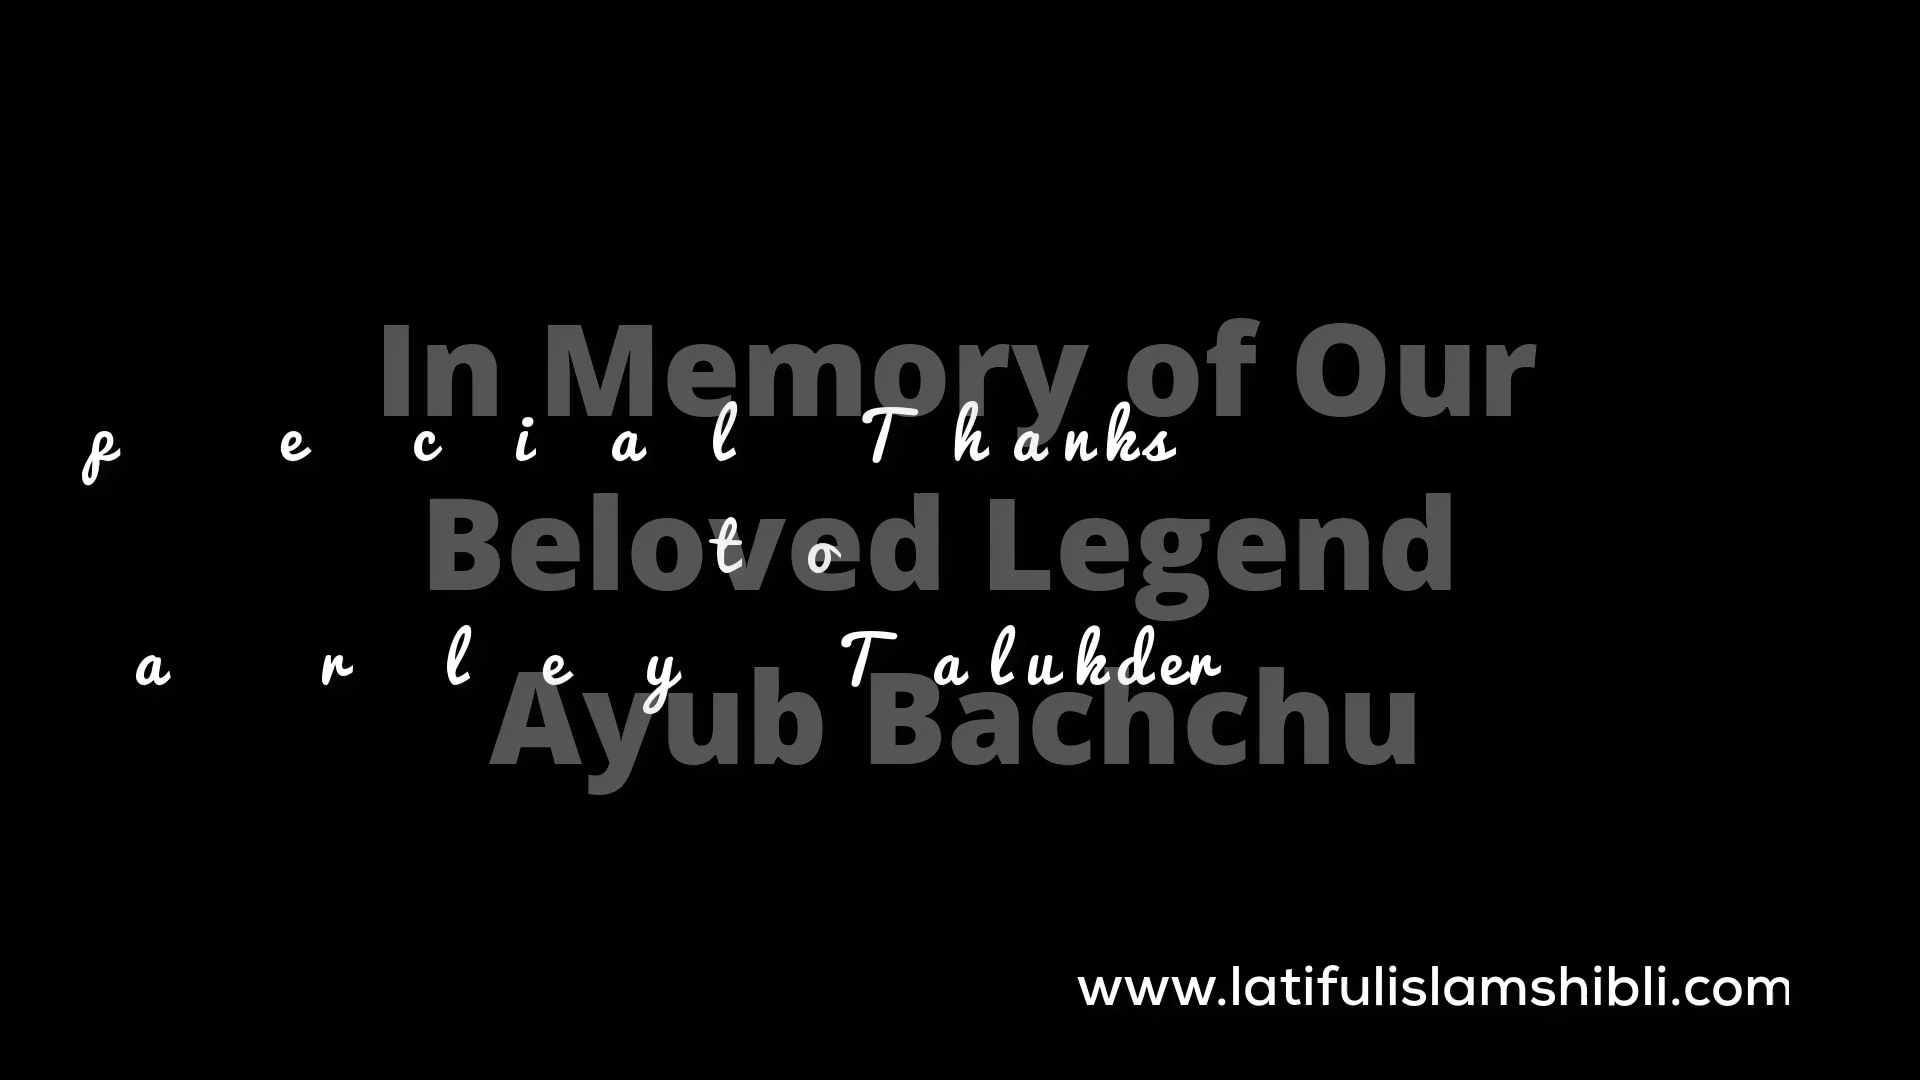 In Memory of Our
pecial Thanks
Beloved Legend
to
arley Talukder
Ayub Bachchu
www.latifulislamshibli.com